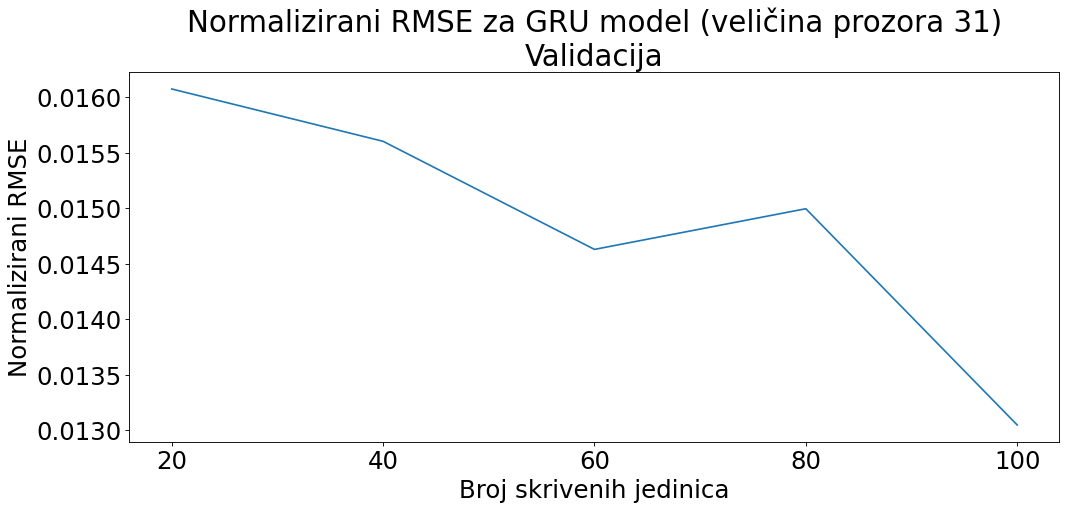 Normalizirani RMSE za GRU model (veličina prozora 31)
Validacija
Normalizirani RMSE
0.0160
0.0155
0.0150
0.0145
0.0140
0.0135
0.0130
20 40 60 80 100
Broj skrivenih jedinica